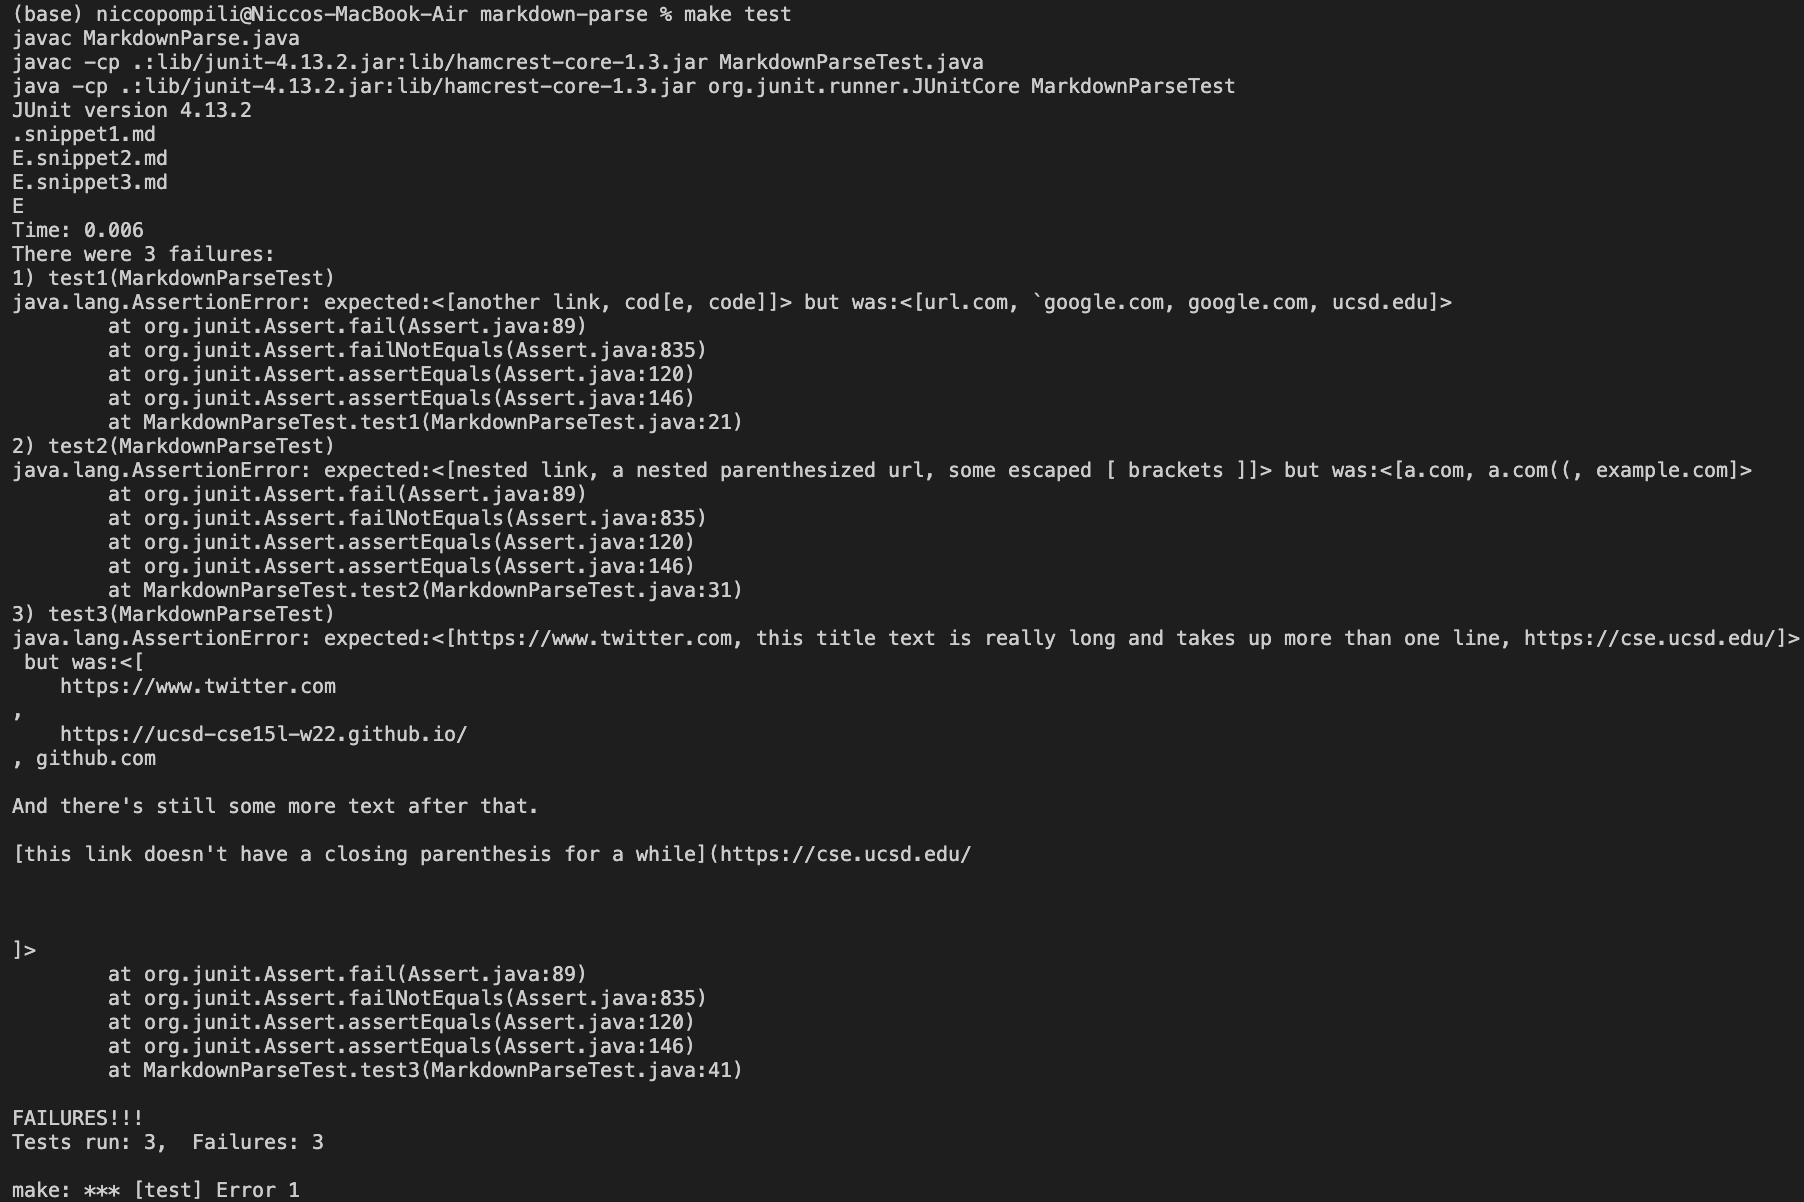 (base) niccopompili@Niccos-MacBook-Air markdown-parse % make test
javac MarkdownParse.java
javac -cp .:lib/junit-4.13.2.jar:lib/hamcrest-core-1.3.jar MarkdownParseTest.java
java -cp .:lib/junit-4.13.2.jar:lib/hamcrest-core-1.3.jar org.junit.runner.JUnitCore MarkdownParseTest
JUnit version 4.13.2
.snippet1.md
E.snippet2.md
E.snippet3.md
E
Time: 0.006
There were 3 failures:
1) test1(MarkdownParseTest)
java.lang.AssertionError: expected:<[another link, cod[e, code]]> but was:<[url.com, `google.com, google.com, ucsd.edu]>
        at org.junit.Assert.fail(Assert.java:89)
        at org.junit.Assert.failNotEquals(Assert.java:835)
        at org.junit.Assert.assertEquals(Assert.java:120)
        at org.junit.Assert.assertEquals(Assert.java:146)
        at MarkdownParseTest.test1(MarkdownParseTest.java:21)
2) test2(MarkdownParseTest)
java.lang.AssertionError: expected:<[nested link, a nested parenthesized url, some escaped [ brackets ]]> but was:<[a.com, a.com((, example.com]>
        at org.junit.Assert.fail(Assert.java:89)
        at org.junit.Assert.failNotEquals(Assert.java:835)
        at org.junit.Assert.assertEquals(Assert.java:120)
        at org.junit.Assert.assertEquals(Assert.java:146)
        at MarkdownParseTest.test2(MarkdownParseTest.java:31)
3) test3(MarkdownParseTest)
java.lang.AssertionError: expected:<[https://www.twitter.com, this title text is really long and takes up more than one line, https://cse.ucsd.edu/]>
 but was:<[
    https://www.twitter.com
,
    https://ucsd-cse15l-w22.github.io/
, github.com

And there's still some more text after that.

[this link doesn't have a closing parenthesis for a while](https://cse.ucsd.edu/



]>
        at org.junit.Assert.fail(Assert.java:89)
        at org.junit.Assert.failNotEquals(Assert.java:835)
        at org.junit.Assert.assertEquals(Assert.java:120)
        at org.junit.Assert.assertEquals(Assert.java:146)
        at MarkdownParseTest.test3(MarkdownParseTest.java:41)

FAILURES!!!
Tests run: 3,  Failures: 3

make: *** [test] Error 1